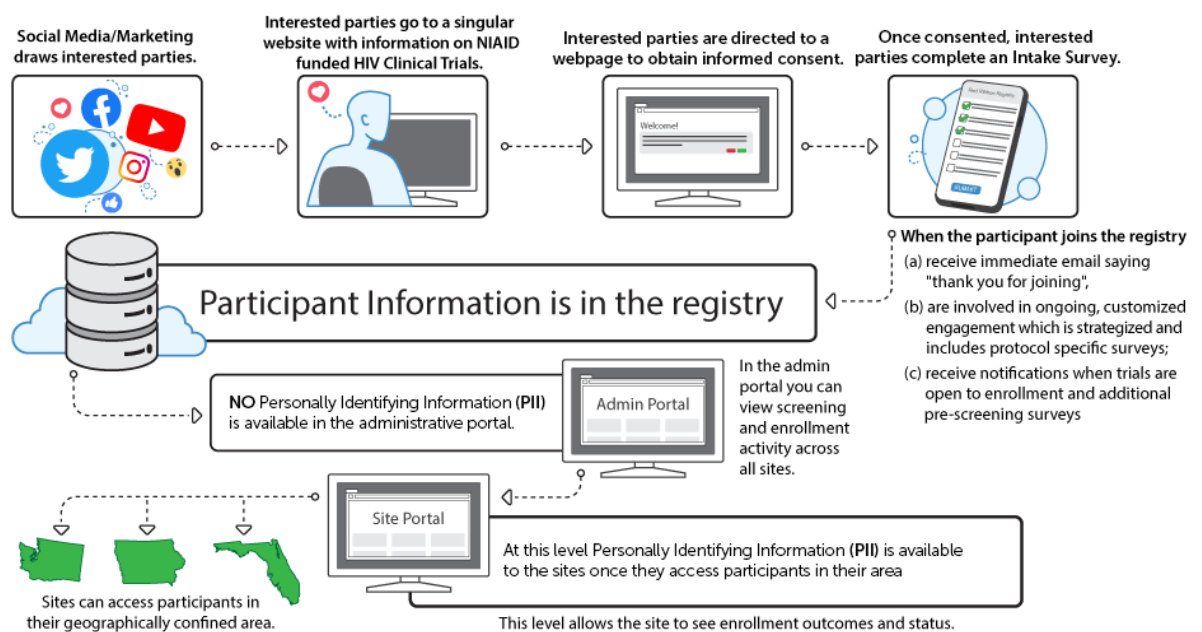 Social Media/Marketing
draws interested parties.
Interested parties go to a singular
website with information on NIAID
funded HIV Clinical Trials.
Interested parties are directed to a
webpage to obtain informed consent.
Once consented, interested
parties complete an Intake Survey.
Welcome!
SUBMIT
When the participant joins the registry
(a) receive immediate email saying
"thank you for joining",
(b) are involved in ongoing, customized
engagement which is strategized and
includes protocol specific surveys;
(c) receive notifications when trials are
open to enrollment and additional
pre-screening surveys
Participant Information is in the registry
NO Personally Identifying Information (PII)
is available in the administrative portal.
Admin Portal
In the admin
portal you can
view screening
and enrollment
activity across
all sites.
Site Portal
At this level Personally Identifying Information (PII) is available
to the sites once they access participants in their area
This level allows the site to see enrollment outcomes and status.
Sites can access participants in
their geographically confined area.